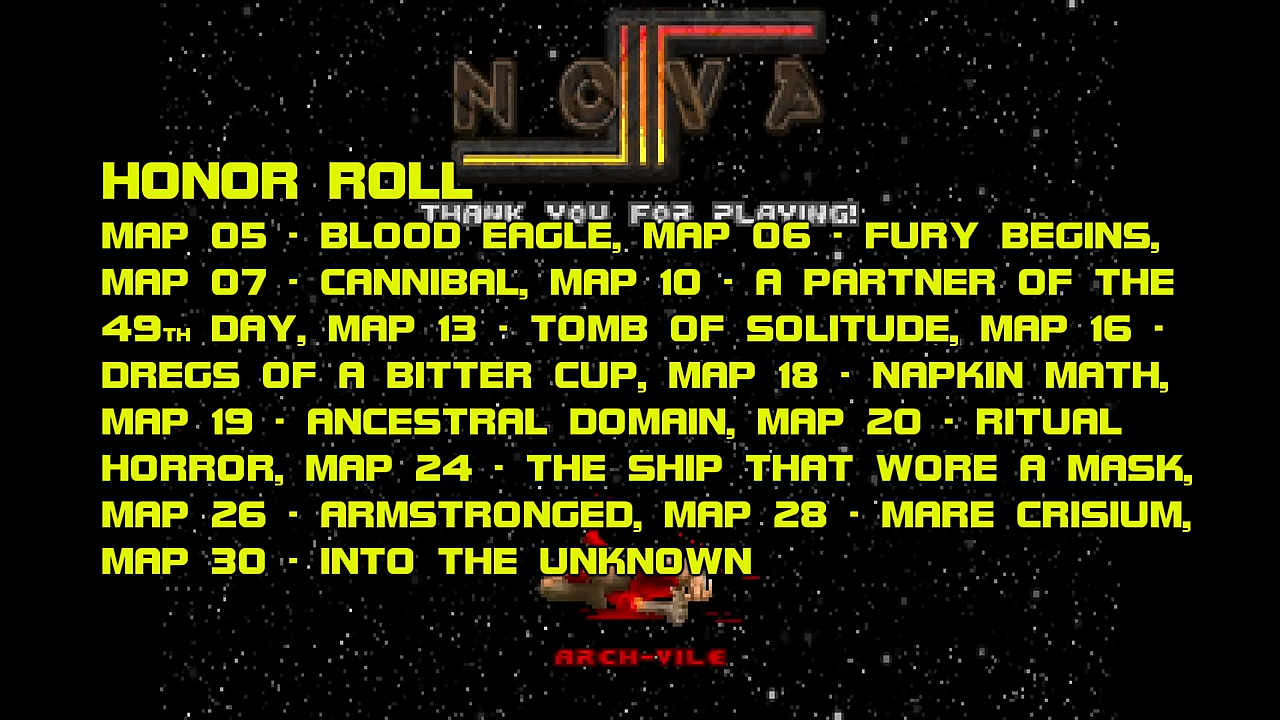 NOVA
HONOR ROLL
THANK YOU FOR PLAYING!
MAP 05 - BLOOD EAGLE, MAP 06 - FURY BEGINS,
MAP 07 - CANNIBAL, MAP 10 - A PARTNER OF THE
49TH DAY, MAP 13 - TOMB OF SOLITUDE, MAP 16 -
DREGS OF A BITTER CUP, MAP 18 - NAPKIN MATH,
MAP 19 - ANCESTRAL DOMAIN, MAP 20 - RITUAL
HORROR, MAP 24 - THE SHIP THAT WORE A MASK,
MAP 26 - ARMSTRONGED, MAP 28 - MARE CRISIUM,
MAP 30 - INTO THE UNKNOWN
ARCH-VILE